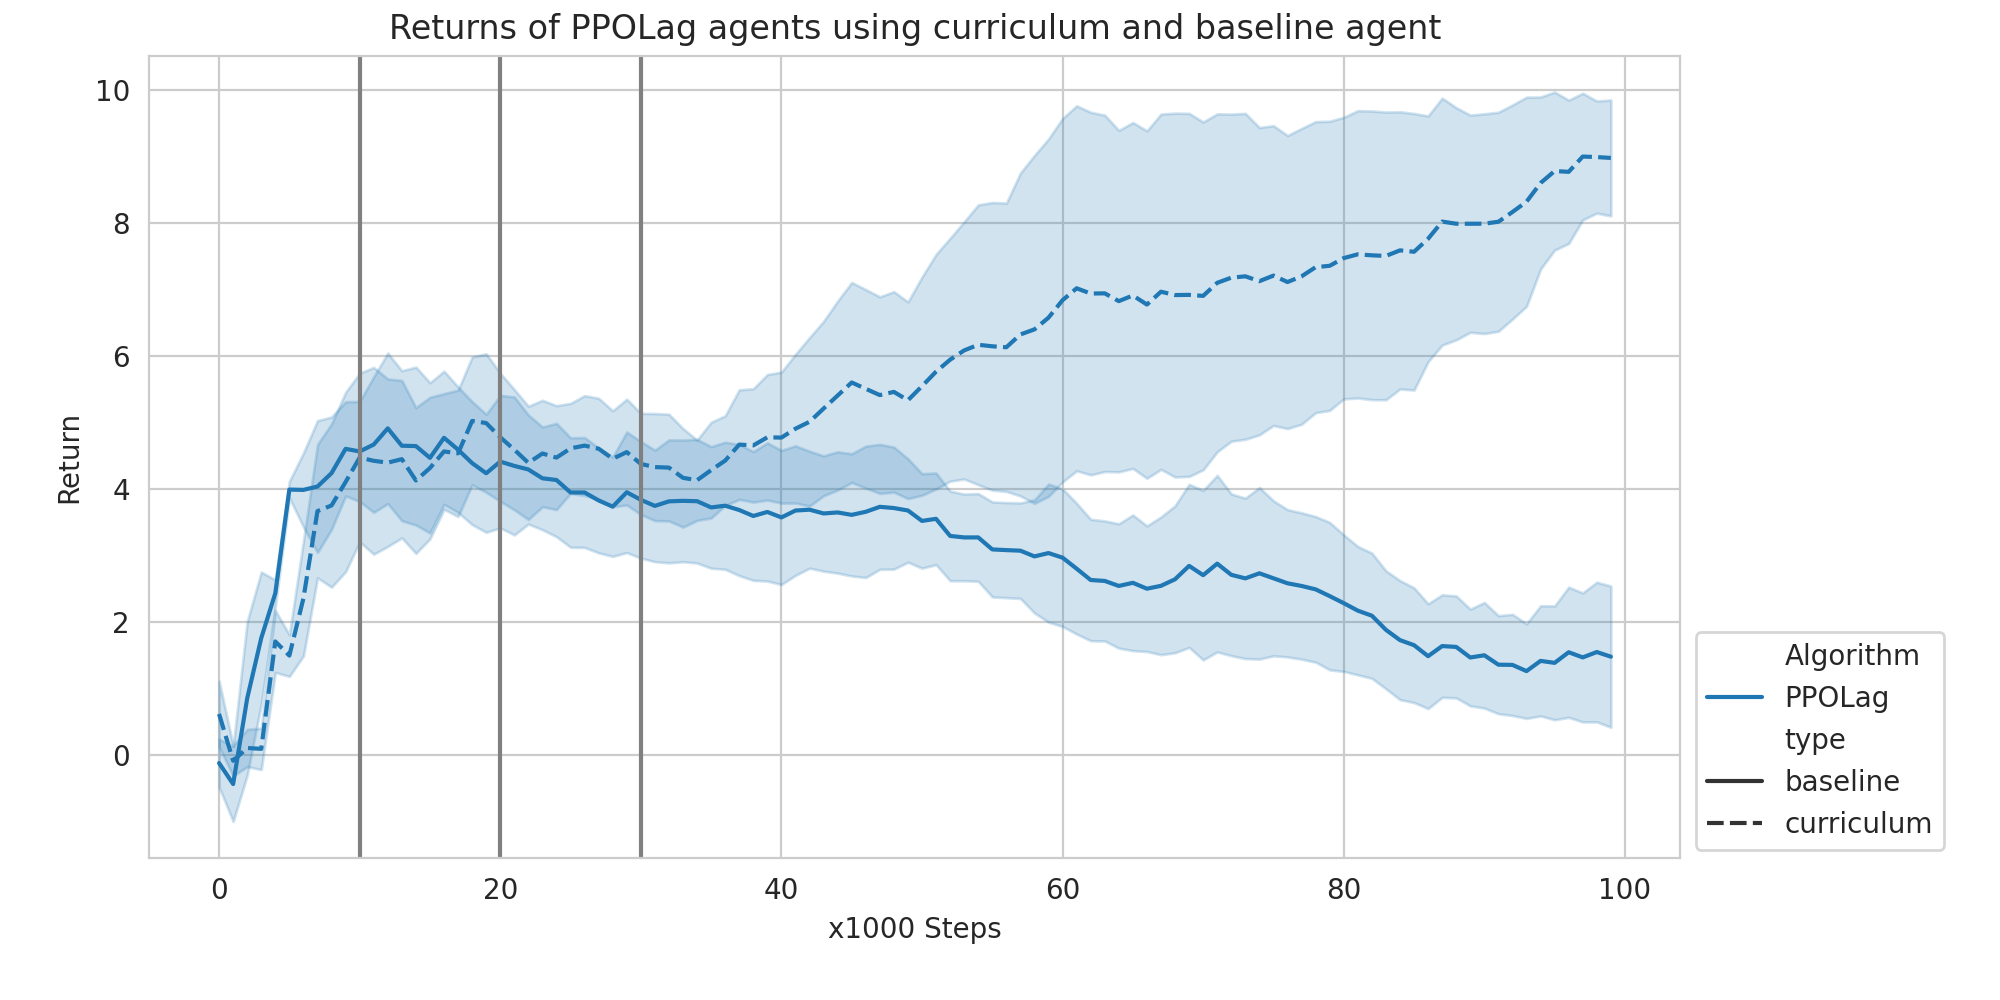 Returns of PPOLag agents using curriculum and baseline agent
10
8
6
4
2
0
Return
0 20 40 60 80 100
x1000 Steps
Algorithm
PPOLag
type
baseline
curriculum